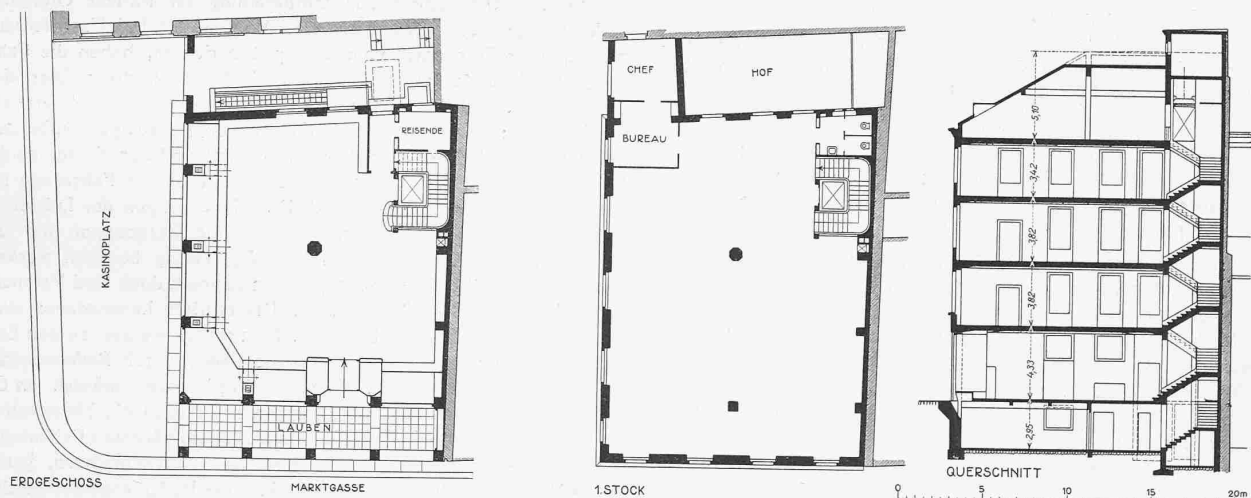 KASINOPLATZ
REISENDE
LAUBEN
ERDGESCHOSS
MARKTGASSE
CHEF
HOF
BUREAU
1. STOCK
5,10
3,42
3,82
3,82
4,33
2,95
QUERSCHNITT
0 5 10 15 20m